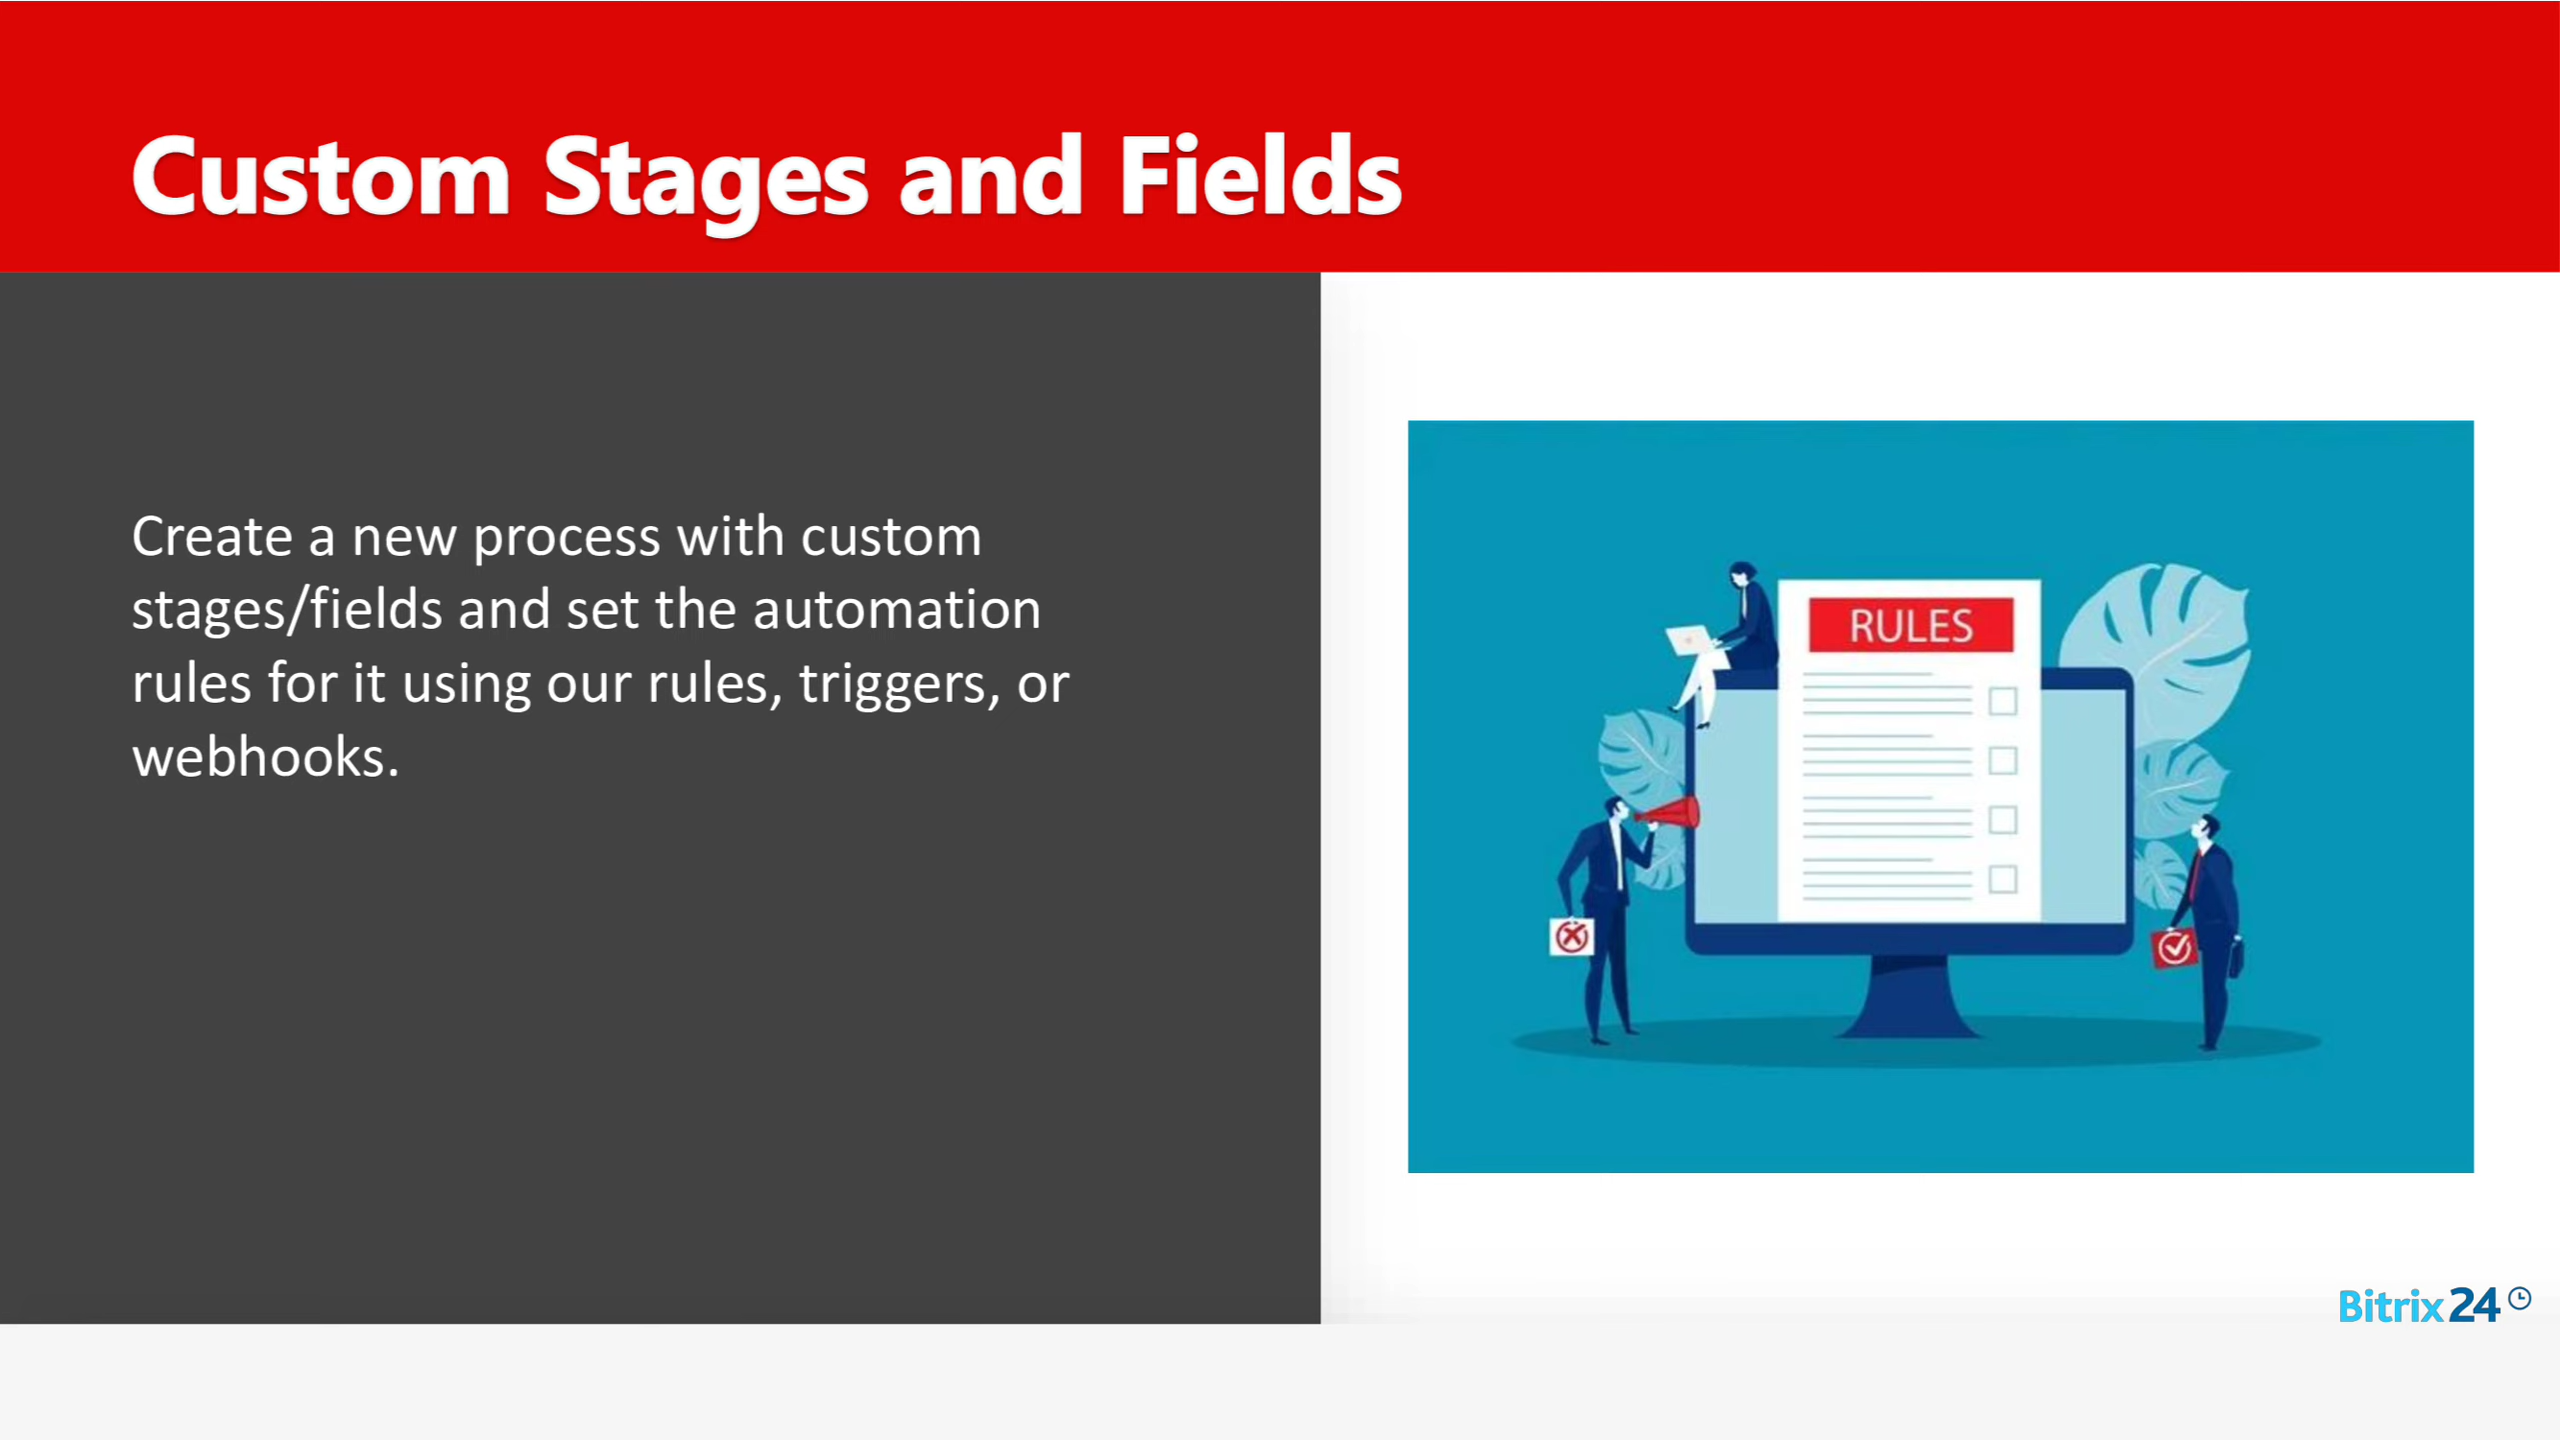 Custom Stages and Fields
Create a new process with custom
stages/fields and set the automation
rules for it using our rules, triggers, or
webhooks.
RULES
Bitrix24